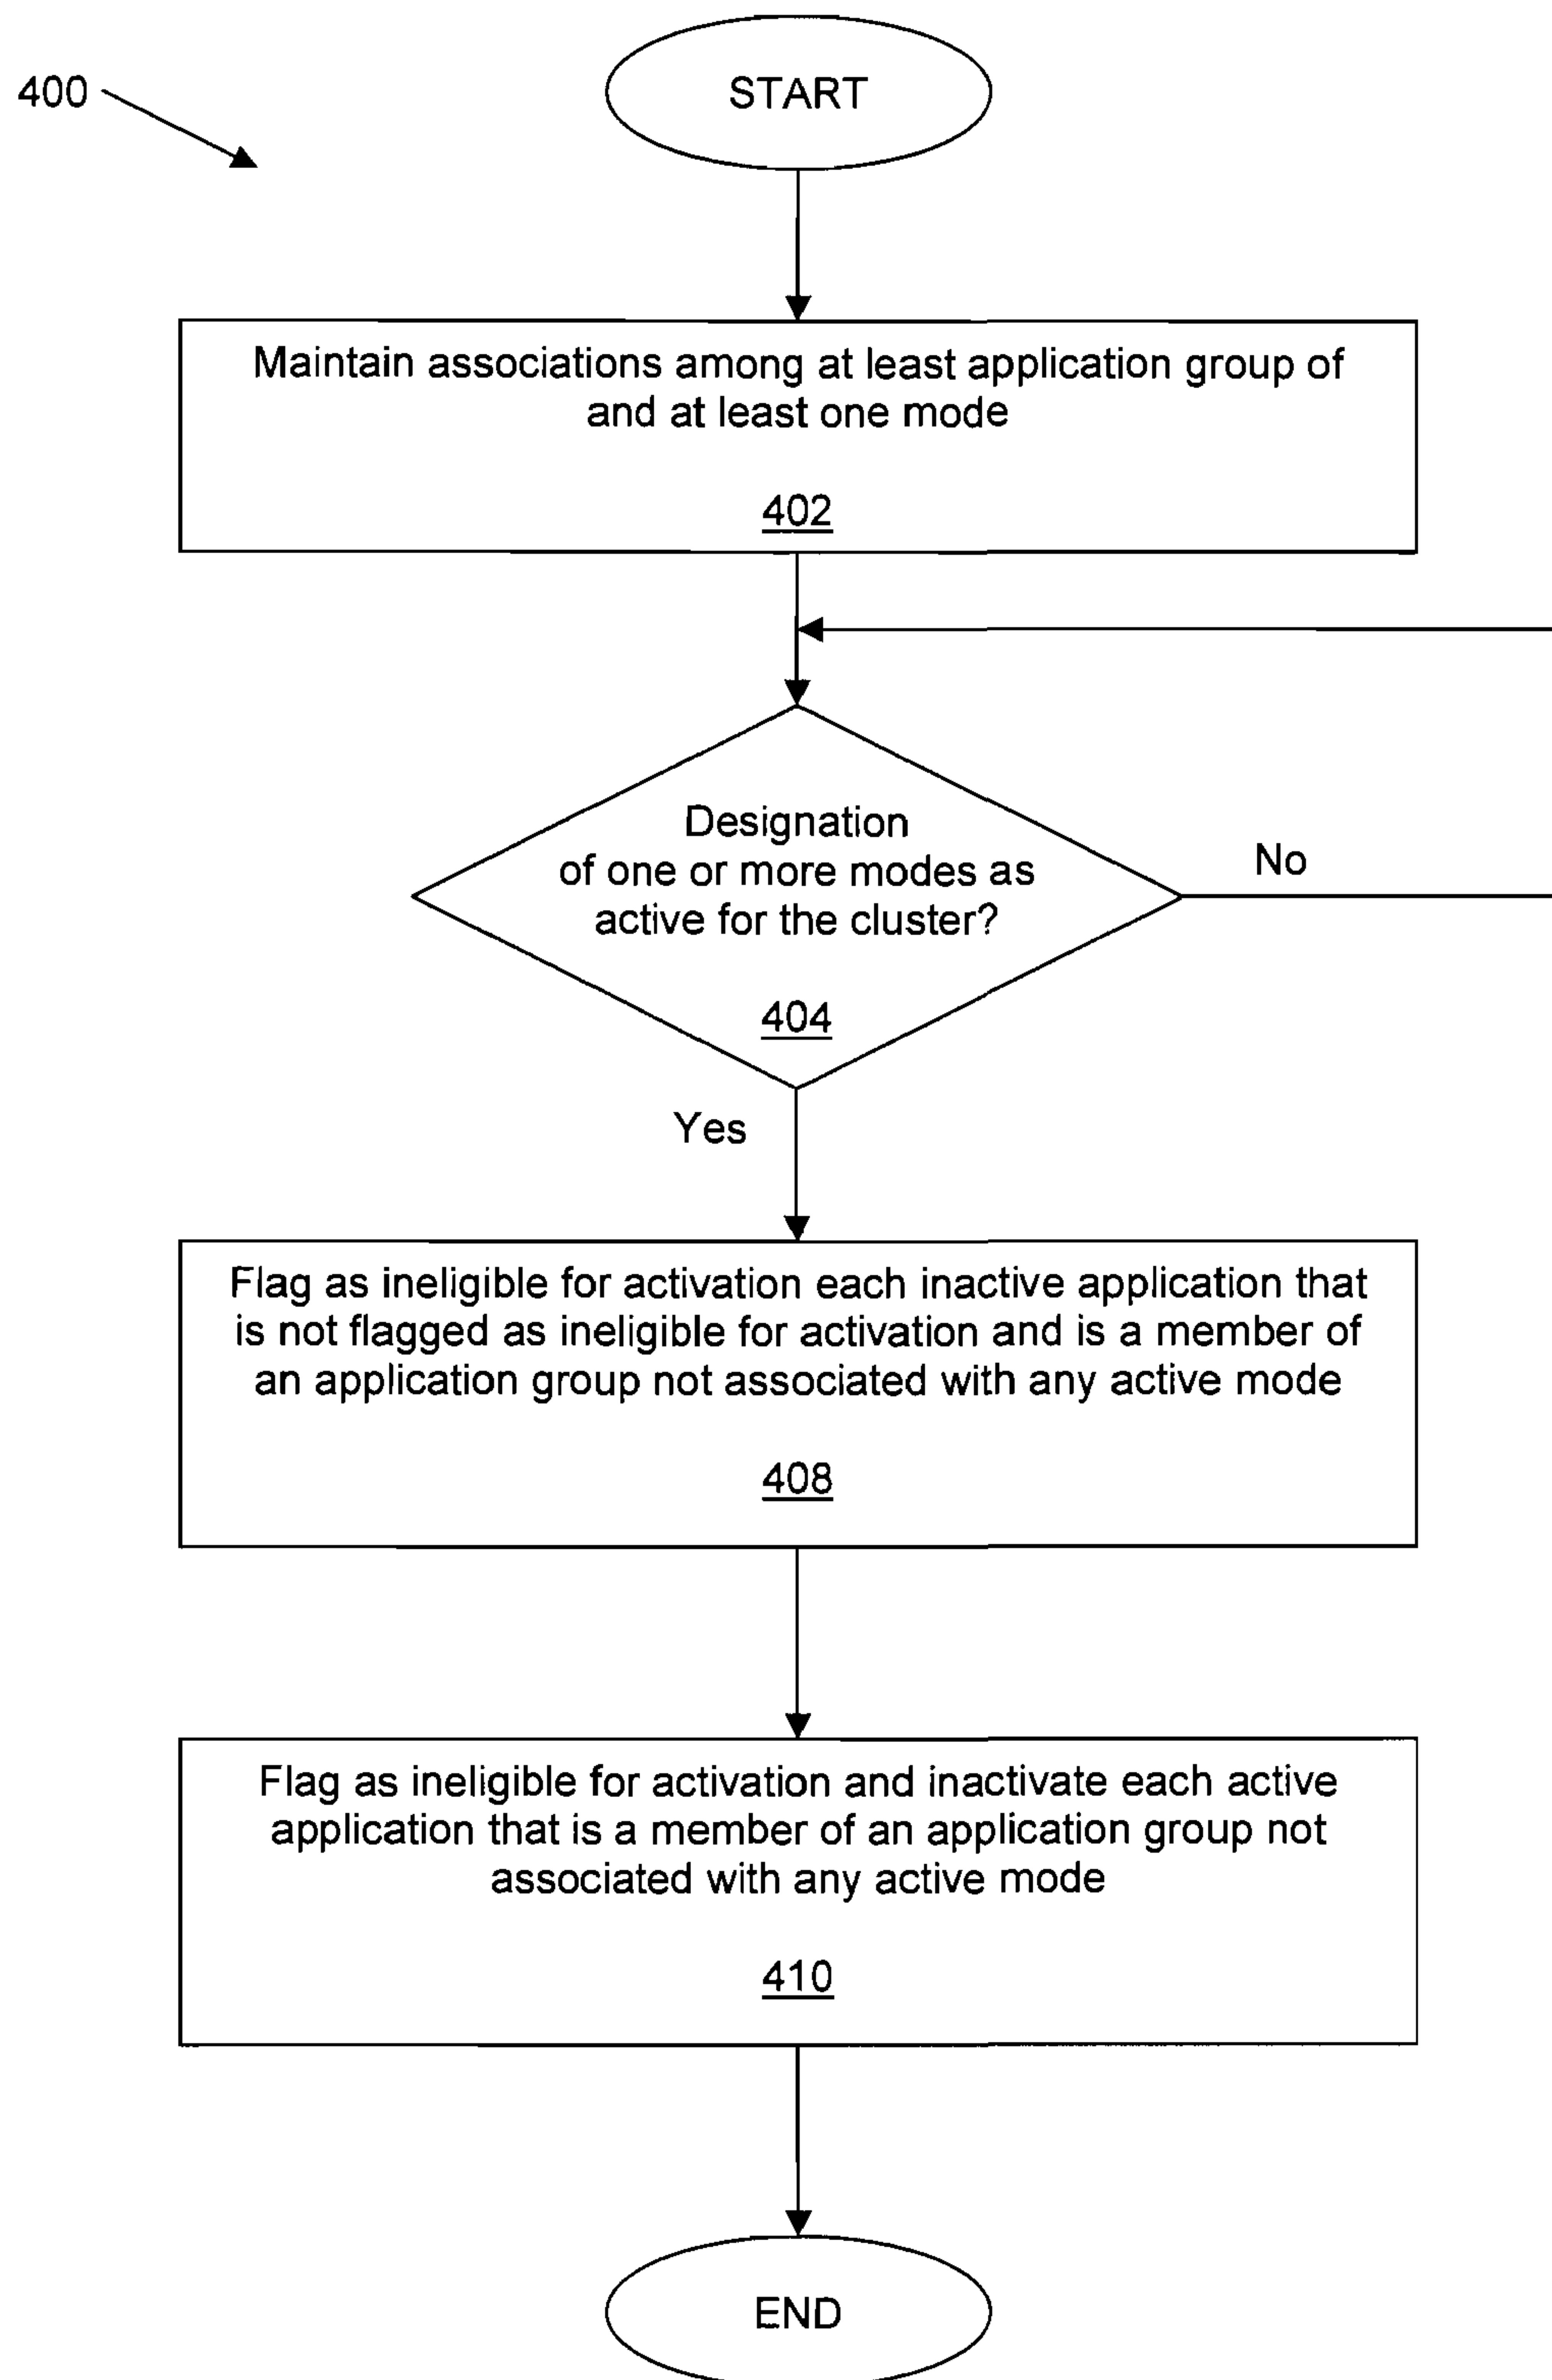 400
START
Maintain associations among at least application group of
and at least one mode
402
Designation
of one or more modes as
active for the cluster?
404
No
Yes
Flag as ineligible for activation each inactive application that
is not flagged as ineligible for activation and is a member of
an application group not associated with any active mode
408
Flag as ineligible for activation and inactivate each active
application that is a member of an application group not
associated with any active mode
410
END